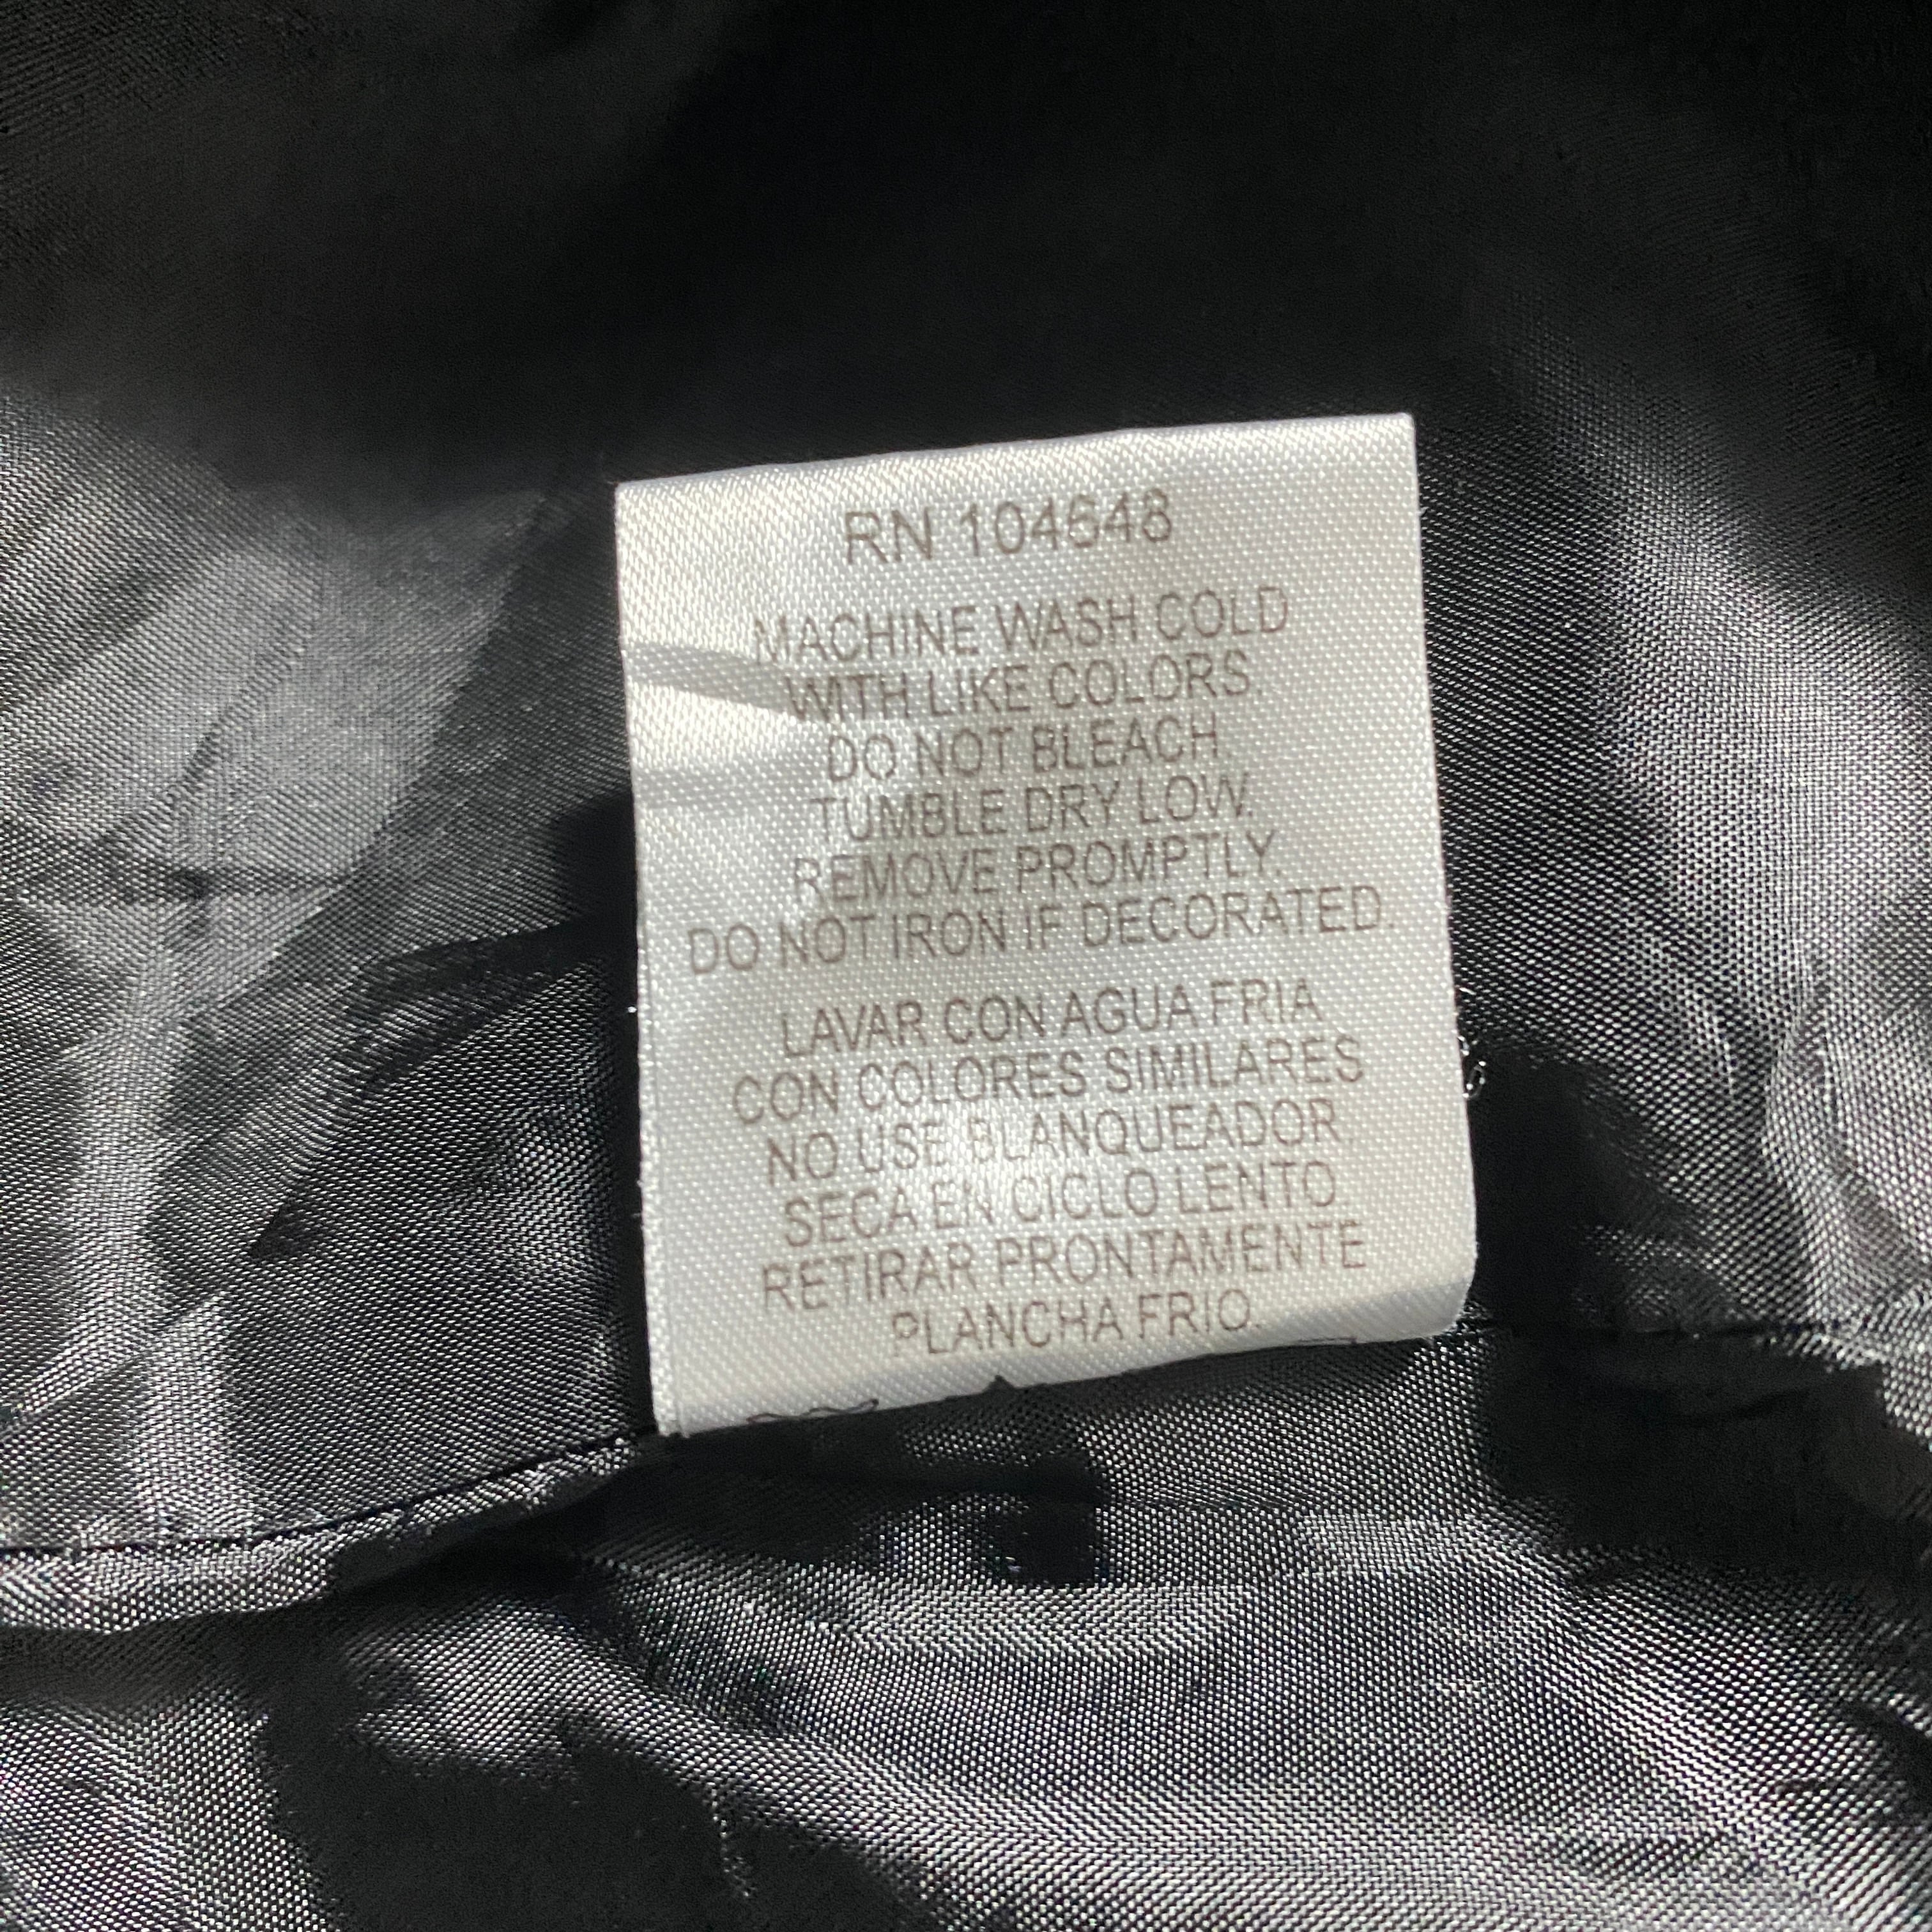 RN 104648
MACHINE WASH COLD
WITH LIKE COLORS.
DO NOT BLEACH
TUMBLE DRY LOW.
REMOVE PROMPTLY.
DO NOT IRON IF DECORATED.
LAVAR CON AGUA FRIA
CON COLORES SIMILARES
NO USE BLANQUEADOR.
SECA EN CICLO LENTO
RETIRAR PRONTAMENTE
PLANCHA FRIO.